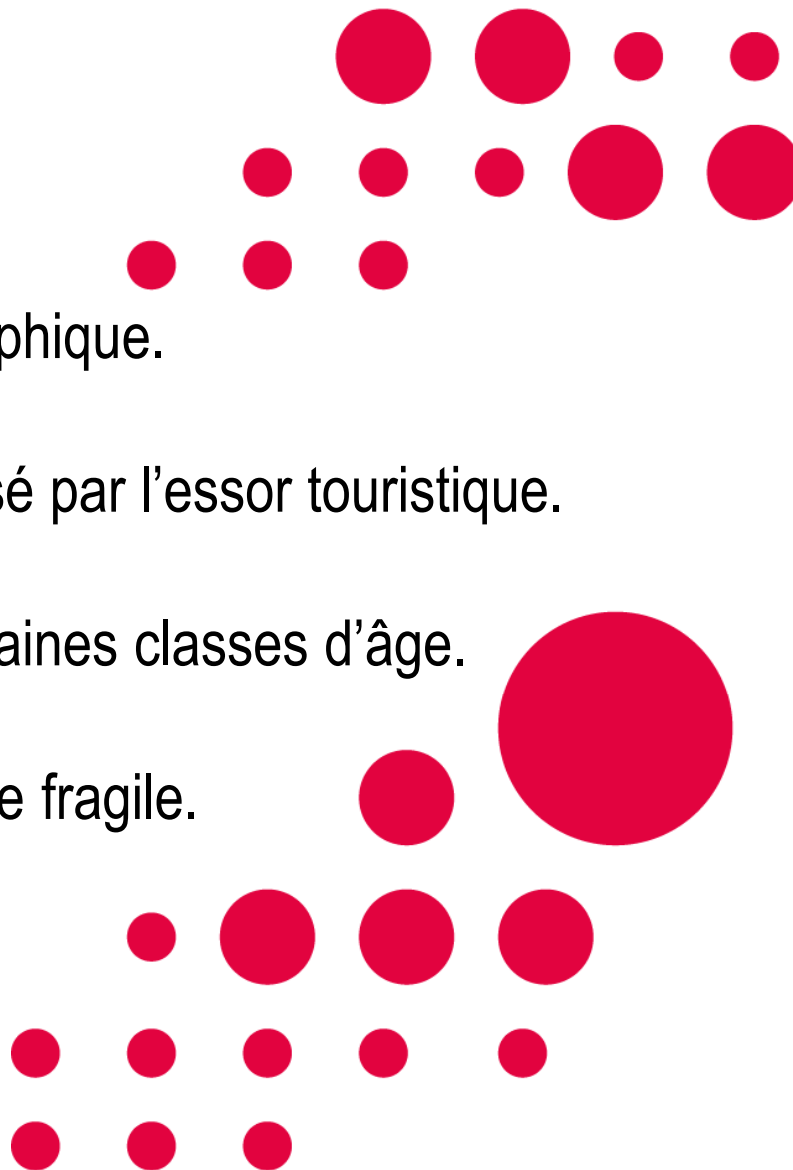 phique.
sé par l’essor touristique.
aines classes d’âge.
e fragile.